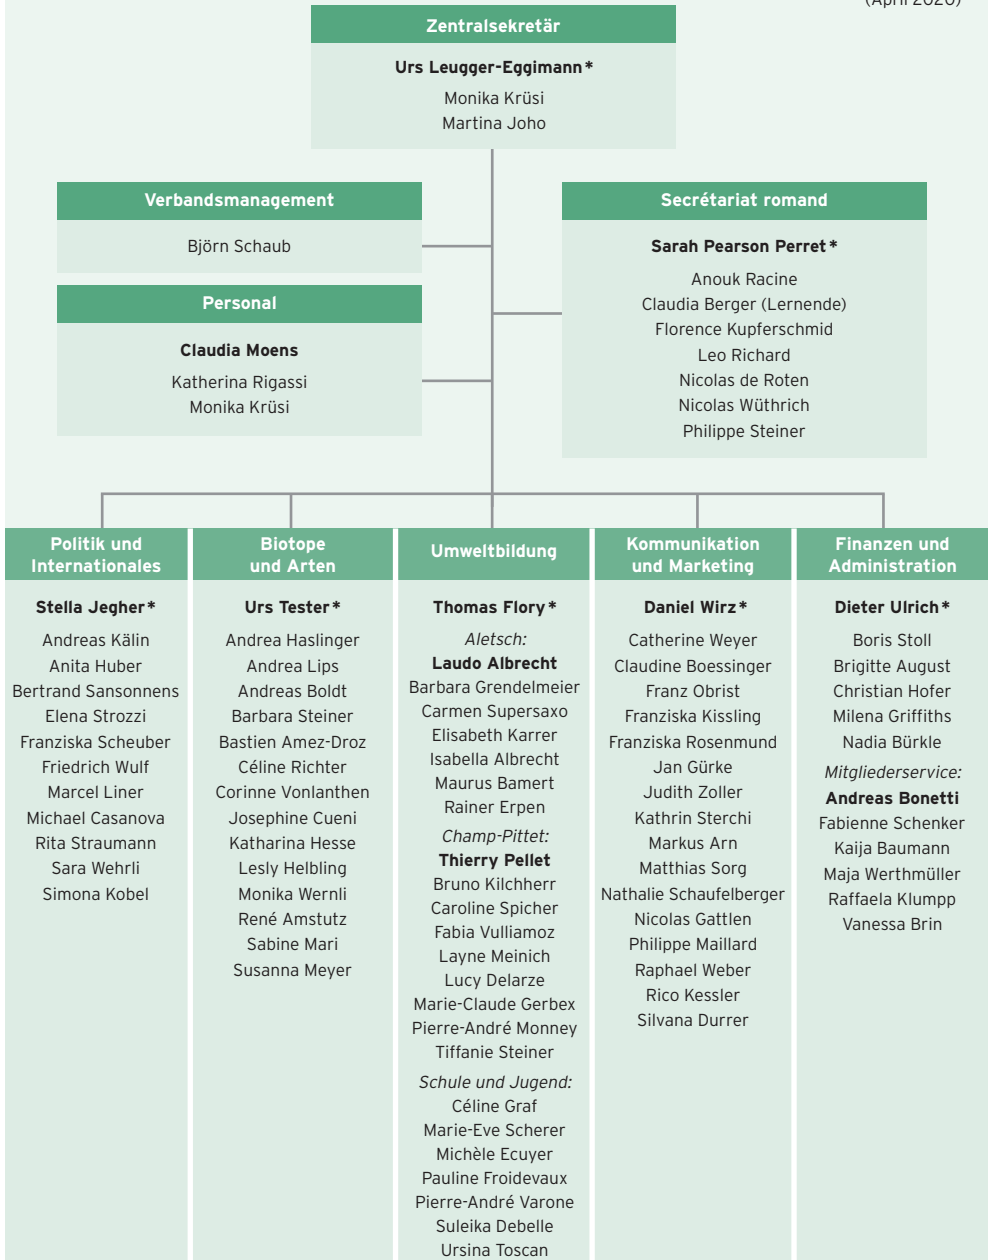 (April 2020)
Zentralsekretär
Urs Leugger-Eggimann*
Monika Krüsi
Martina Joho
Verbandsmanagement
Björn Schaub
Personal
Claudia Moens
Katherina Rigassi
Monika Krüsi
Secrétariat romand
Sarah Pearson Perret*
Anouk Racine
Claudia Berger (Lernende)
Florence Kupferschmid
Leo Richard
Nicolas de Roten
Nicolas Wüthrich
Philippe Steiner
Politik und
Internationales
Stella Jegher*
Andreas Kälin
Anita Huber
Bertrand Sansonnens
Elena Strozzi
Franziska Scheuber
Friedrich Wulf
Marcel Liner
Michael Casanova
Rita Straumann
Sara Wehrli
Simona Kobel
Biotope
und Arten
Urs Tester*
Andrea Haslinger
Andrea Lips
Andreas Boldt
Barbara Steiner
Bastien Amez-Droz
Céline Richter
Corinne Vonlanthen
Josephine Cueni
Katharina Hesse
Lesly Helbling
Monika Wernli
René Amstutz
Sabine Mari
Susanna Meyer
Umweltbildung
Thomas Flory*
Aletsch:
Laudo Albrecht
Barbara Grendelmeier
Carmen Supersaxo
Elisabeth Karrer
Isabella Albrecht
Maurus Bamert
Rainer Erpen
Champ-Pittet:
Thierry Pellet
Bruno Kilchherr
Caroline Spicher
Fabia Vulliamoz
Layne Meinich
Lucy Delarze
Marie-Claude Gerbex
Pierre-André Monney
Tiffanie Steiner
Schule und Jugend:
Céline Graf
Marie-Eve Scherer
Michèle Ecuyer
Pauline Froidevaux
Pierre-André Varone
Suleika Debelle
Ursina Toscan
Kommunikation
und Marketing
Daniel Wirz*
Catherine Weyer
Claudine Boessinger
Franz Obrist
Franziska Kissling
Franziska Rosenmund
Jan Gürke
Judith Zoller
Kathrin Sterchi
Markus Arn
Matthias Sorg
Nathalie Schaufelberger
Nicolas Gattlen
Philippe Maillard
Raphael Weber
Rico Kessler
Silvana Durrer
Finanzen und
Administration
Dieter Ulrich*
Boris Stoll
Brigitte August
Christian Hofer
Milena Griffiths
Nadia Bürkle
Mitgliederservice:
Andreas Bonetti
Fabienne Schenker
Kaija Baumann
Maja Werthmüller
Raffaela Klumpp
Vanessa Brin